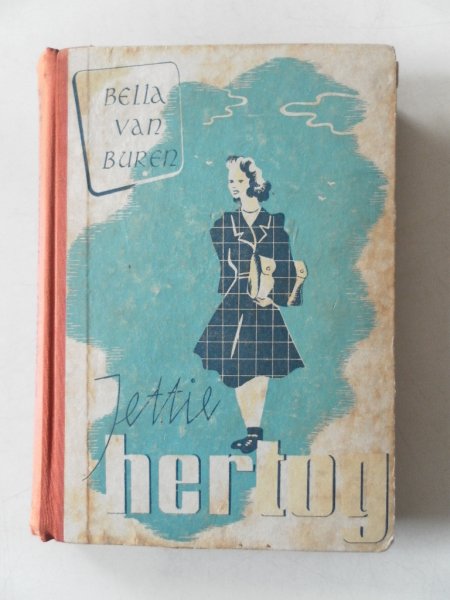 Bella
van
Buren
Jettie
hertog